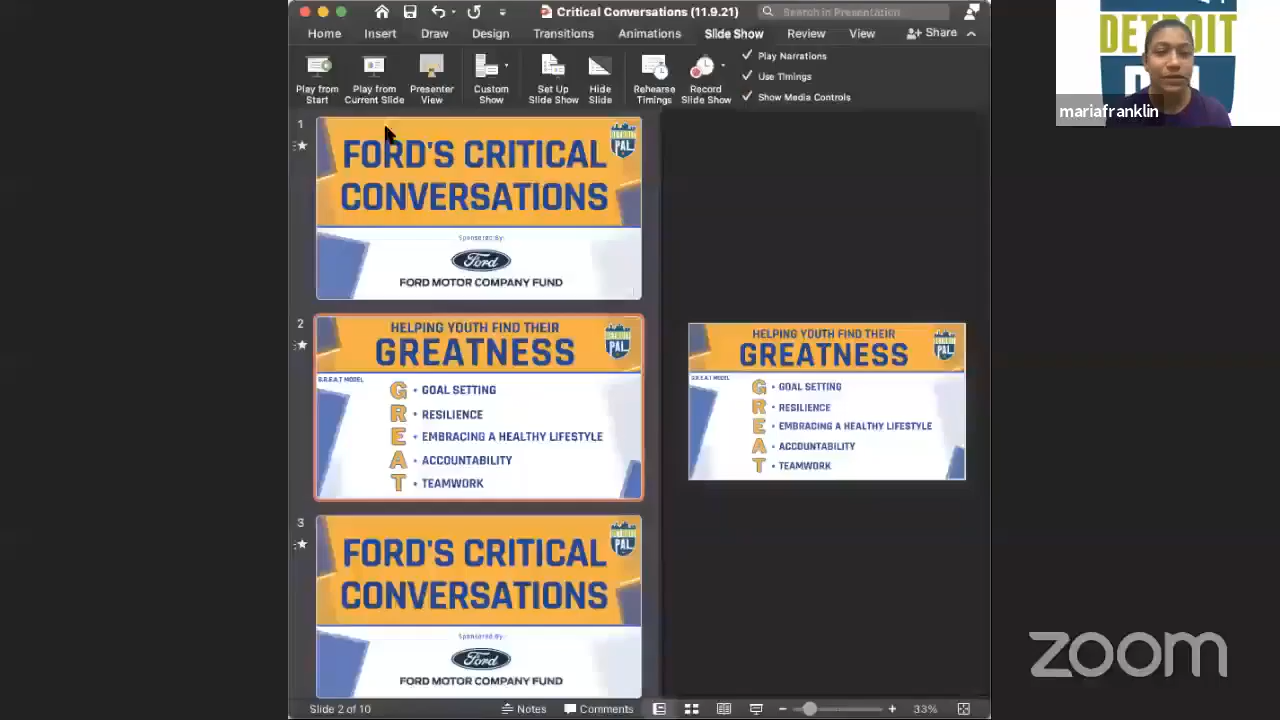 Critical Conversations (11.9.21)
Search in Presentation
Home Insert Draw Design Transitions Animations Slide Show Review View Share
Play from Start
Play from Current Slide
Presenter View
Custom Show
Set Up Slide Show
Hide Slide
Rehearse Timings
Record Slide Show
Play Narrations
Use Timings
Show Media Controls
1
FORD'S CRITICAL
CONVERSATIONS
PAL
Sponsored By:
Ford
FORD MOTOR COMPANY FUND
2
HELPING YOUTH FIND THEIR
GREATNESS
PAL
G.R.E.A.T MODEL
G • GOAL SETTING
R • RESILIENCE
E • EMBRACING A HEALTHY LIFESTYLE
A • ACCOUNTABILITY
T • TEAMWORK
3
FORD'S CRITICAL
CONVERSATIONS
PAL
Sponsored By:
Ford
FORD MOTOR COMPANY FUND
HELPING YOUTH FIND THEIR
GREATNESS
PAL
G.R.E.A.T MODEL
G • GOAL SETTING
R • RESILIENCE
E • EMBRACING A HEALTHY LIFESTYLE
A • ACCOUNTABILITY
T • TEAMWORK
Slide 2 of 10
Notes
Comments
33%
DETROIT
mariafranklin
zoom